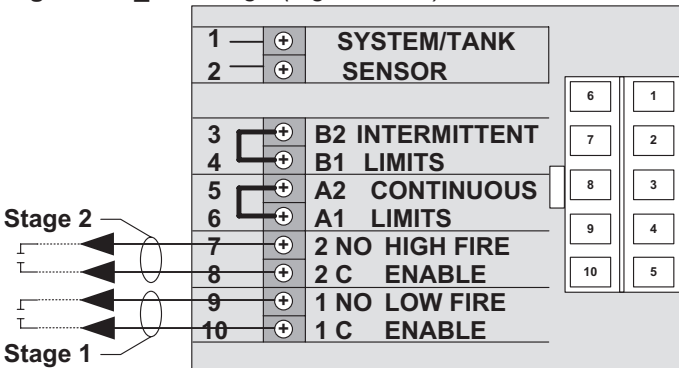 1 SYSTEM/TANK
2 SENSOR
3 B2 INTERMITTENT
4 B1 LIMITS
5 A2 CONTINUOUS
6 A1 LIMITS
7 2 NO HIGH FIRE
8 2 C ENABLE
9 1 NO LOW FIRE
10 1 C ENABLE
Stage 2
Stage 1
6 1
7 2
8 3
9 4
10 5